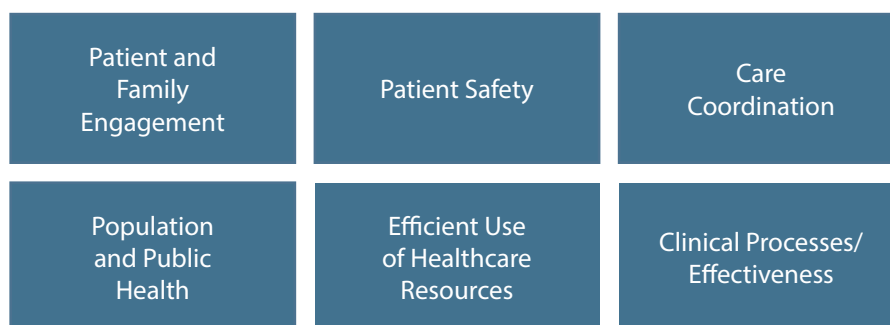 Patient and
Family
Engagement
Patient Safety
Care
Coordination
Population
and Public
Health
Efficient Use
of Healthcare
Resources
Clinical Processes/
Effectiveness